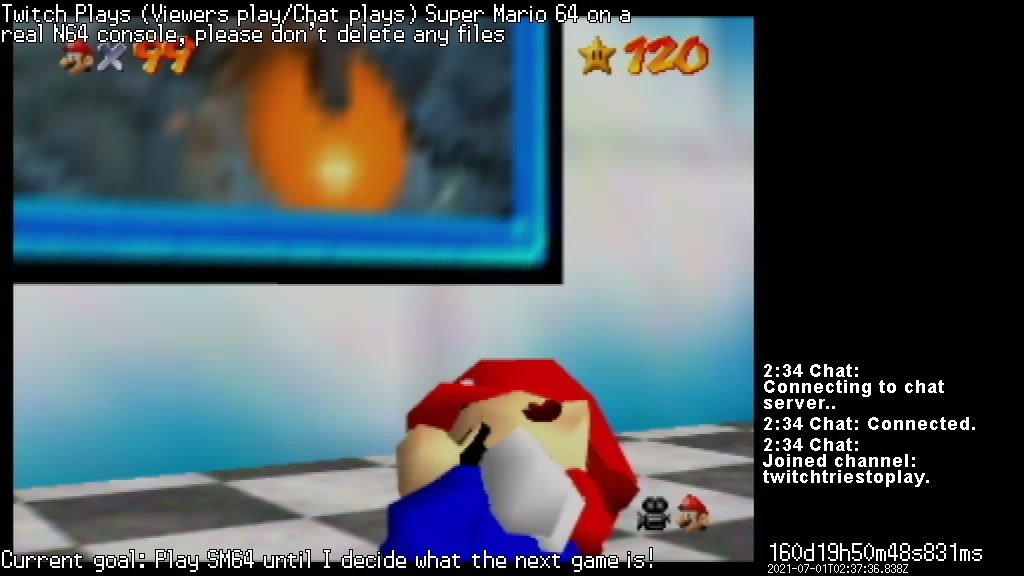 Twitch Plays (Viewers play/Chat plays) Super Mario 64 on a
real N64 console, please don't delete any files
× 99
120
2:34 Chat:
Connecting to chat
server..
2:34 Chat: Connected.
2:34 Chat:
Joined channel:
twitchtriestoplay.
Current goal: Play SM64 until I decide what the next game is!
160d19h50m48s831ms
2021-07-01T02:37:36.838Z